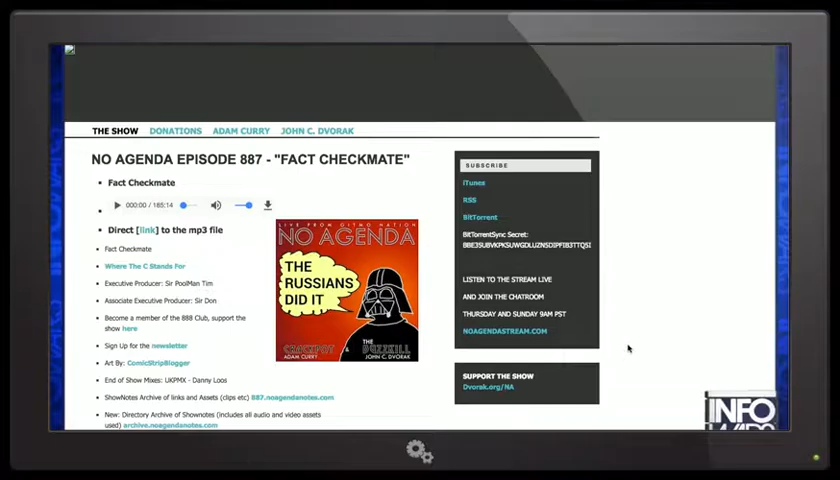 THE SHOW DONATIONS ADAM CURRY JOHN C. DVORAK
NO AGENDA EPISODE 887 - "FACT CHECKMATE"
Fact Checkmate
000:00 / 185:14
Direct [link] to the mp3 file
Fact Checkmate
Where The C Stands For
Executive Producer: Sir PoolMan Tim
Associate Executive Producer: Sir Don
Become a member of the 888 Club, support the
show here
Sign Up for the newsletter
Art By: ComicStripBlogger
End of Show Mixes: UKPMX - Danny Loos
ShowNotes Archive of links and Assets (clips etc) 887.noagendanotes.com
New: Directory Archive of Shownotes (includes all audio and video assets
used) archive.noagendanotes.com
LIVE FROM GITMO NATION
NO AGENDA
THE
RUSSIANS
DID IT
CRACKPOT
ADAM CURRY
&
THE
BUZZKILL
JOHN C. DVORAK
SUBSCRIBE
iTunes
RSS
BitTorrent
BitTorrentSync Secret:
LISTEN TO THE STREAM LIVE
AND JOIN THE CHATROOM
THURSDAY AND SUNDAY 9AM PST
NOAGENDASTREAM.COM
SUPPORT THE SHOW
Dvorak.org/NA
INFO
WARS